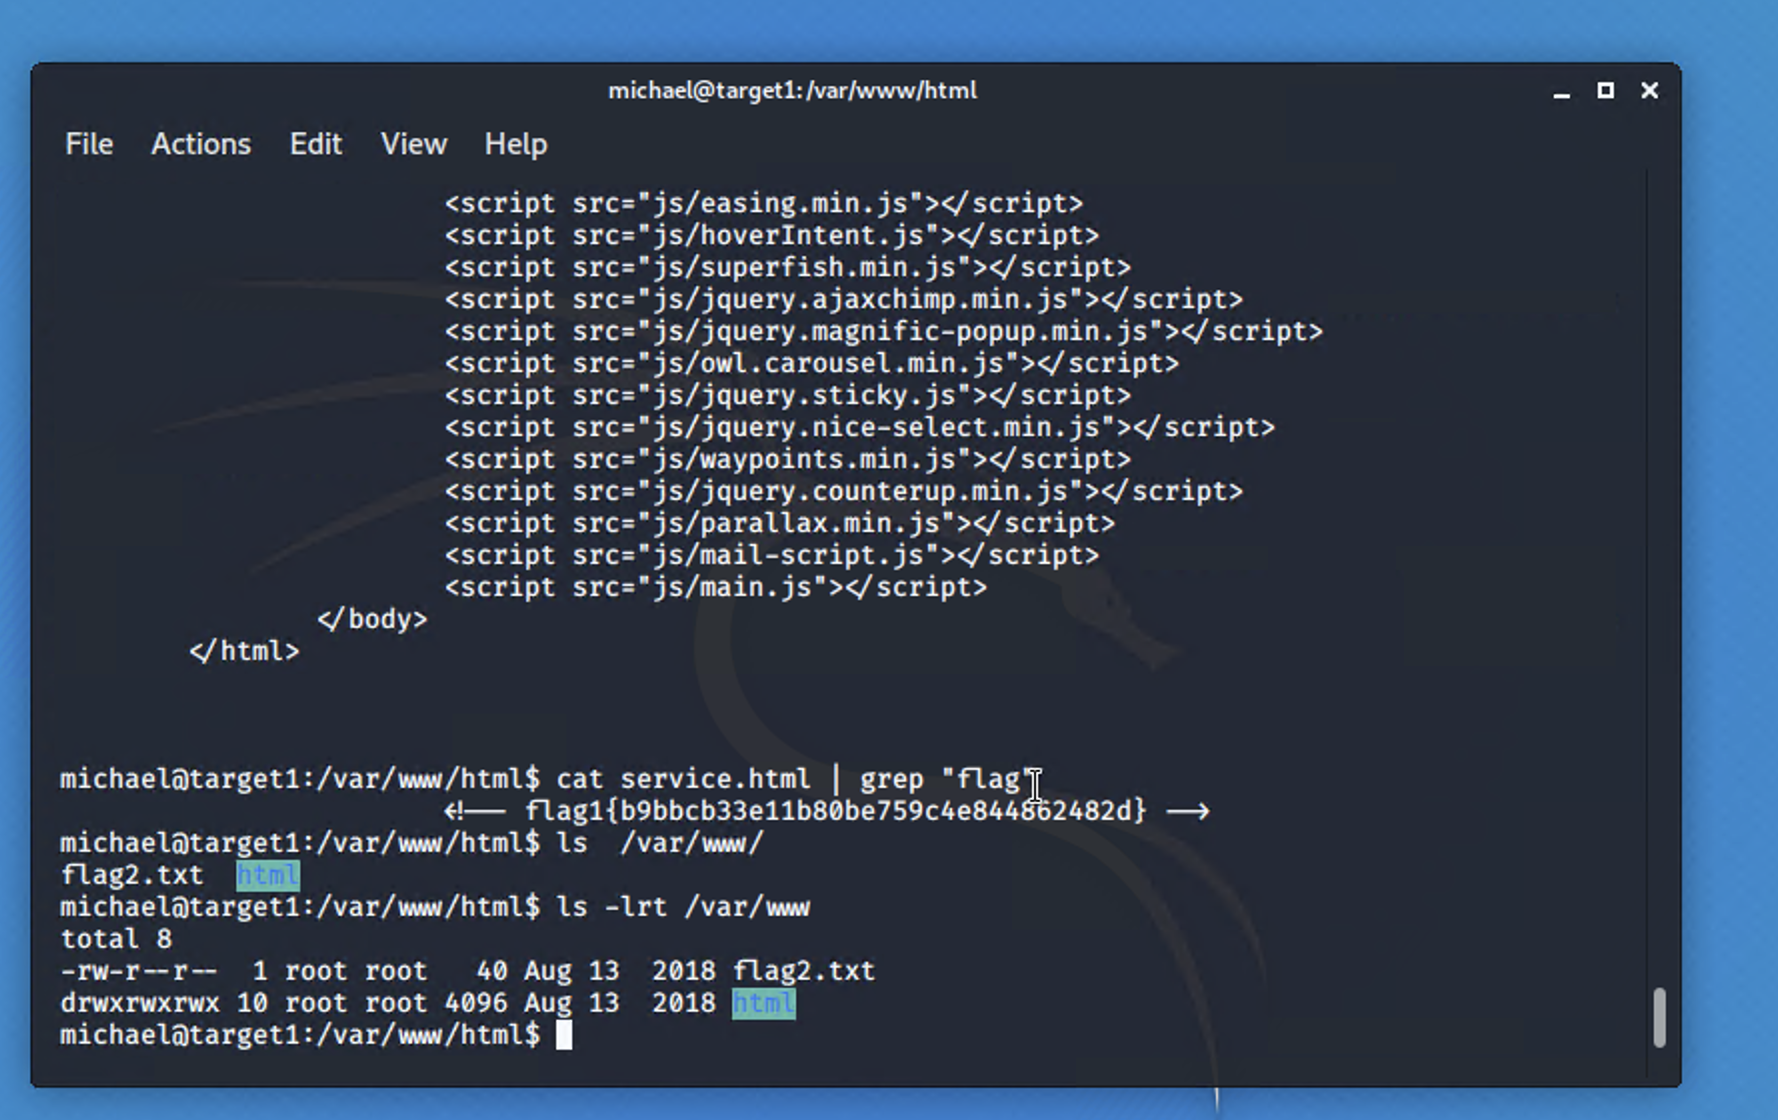 michael@target1:/var/www/html
File Actions Edit View Help
<script src="js/easing.min.js"></script>
<script src="js/hoverIntent.js"></script>
<script src="js/superfish.min.js"></script>
<script src="js/jquery.ajaxchimp.min.js"></script>
<script src="js/jquery.magnific-popup.min.js"></script>
<script src="js/owl.carousel.min.js"></script>
<script src="js/jquery.sticky.js"></script>
<script src="js/jquery.nice-select.min.js"></script>
<script src="js/waypoints.min.js"></script>
<script src="js/jquery.counterup.min.js"></script>
<script src="js/parallax.min.js"></script>
<script src="js/mail-script.js"></script>
<script src="js/main.js"></script>
</body>
</html>
michael@target1:/var/www/html$ cat service.html | grep "flag"
<!-- flag1{b9bbcb33e11b80be759c4e844862482d} -->
michael@target1:/var/www/html$ ls  /var/www/
flag2.txt  html
michael@target1:/var/www/html$ ls -lrt /var/www
total 8
-rw-r--r--  1 root root   40 Aug 13  2018 flag2.txt
drwxrwxrwx 10 root root 4096 Aug 13  2018 html
michael@target1:/var/www/html$